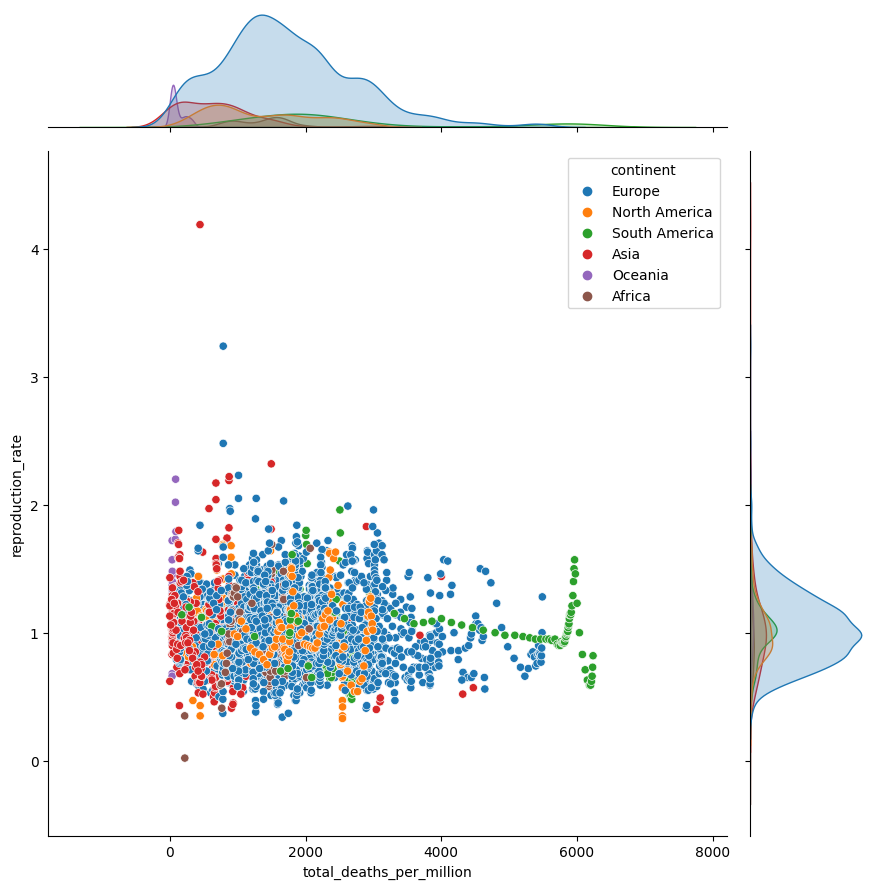 continent
Europe
North America
South America
Asia
Oceania
Africa
4
3
2
1
0
reproduction_rate
0 2000 4000 6000 8000
total_deaths_per_million